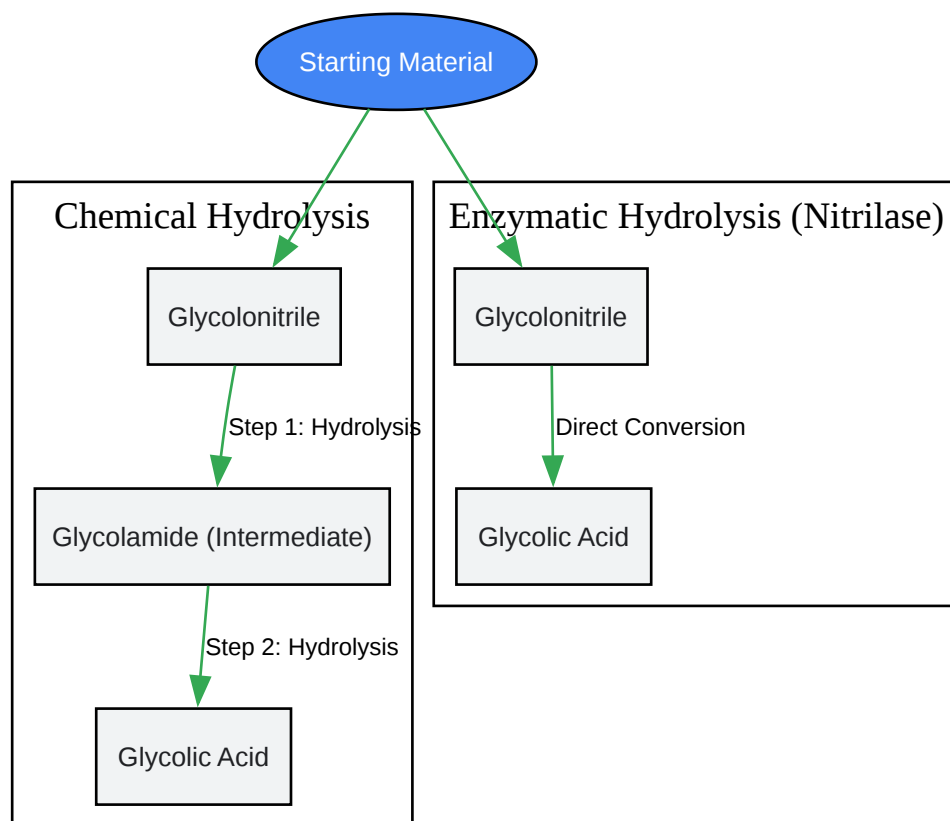 Starting Material
Chemical Hydrolysis
Glycolonitrile
Step 1: Hydrolysis
Glycolamide (Intermediate)
Step 2: Hydrolysis
Glycolic Acid
Enzymatic Hydrolysis (Nitrilase)
Glycolonitrile
Direct Conversion
Glycolic Acid